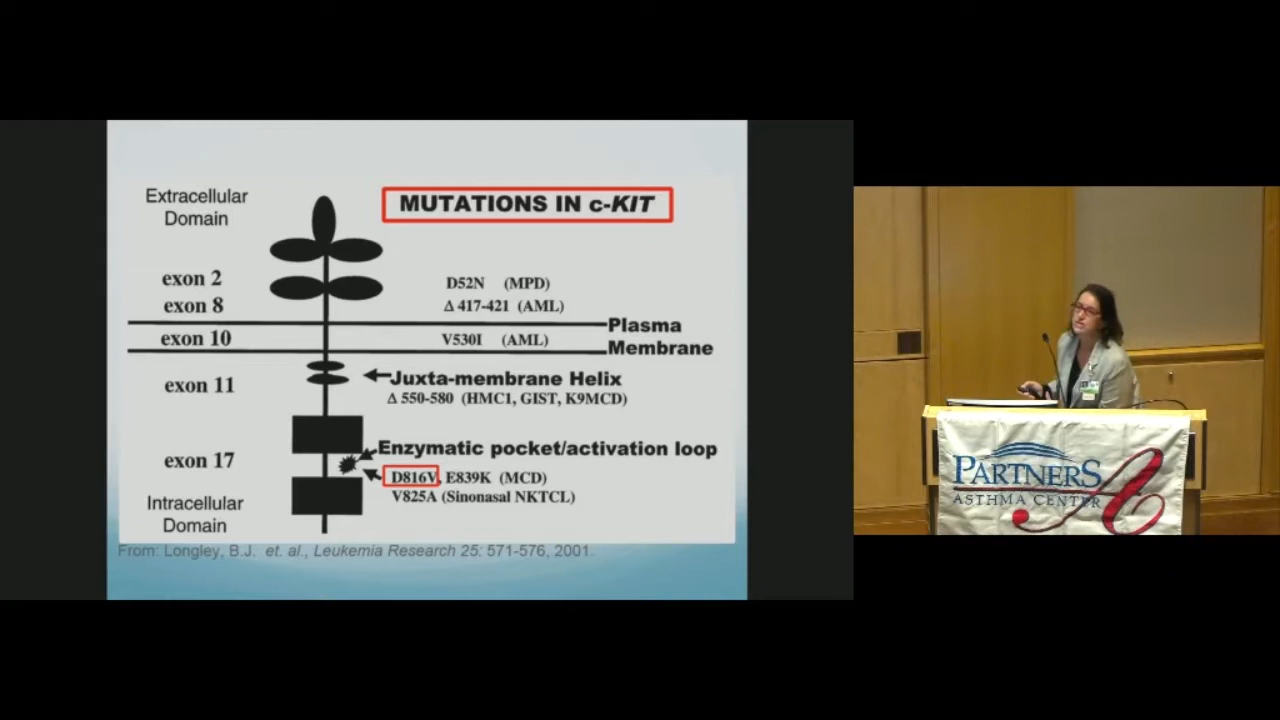 Extracellular
Domain
MUTATIONS IN c-KIT
exon 2
D52N (MPD)
exon 8
Δ 417-421 (AML)
Plasma
exon 10
V530I (AML)
Membrane
Juxta-membrane Helix
exon 11
Δ 550-580 (HMC1, GIST, K9MCD)
Enzymatic pocket/activation loop
exon 17
D816V, E839K (MCD)
V825A (Sinonasal NKTCL)
Intracellular
Domain
From: Longley, B.J. et. al., Leukemia Research 25: 571-576, 2001.
PARTNERS
ASTHMA CENTER